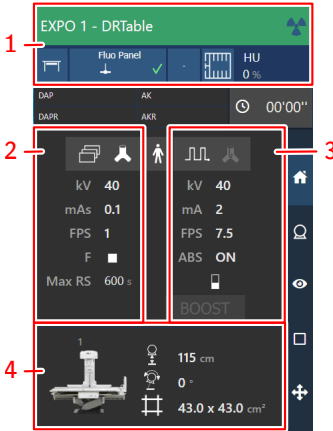 EXPO 1 - DRTable
Fluo Panel
-
HU
0 %
1
DAP
AK
DAPR
AKR
00'00''
2
3
kV 40
mAs 0.1
FPS 1
F
Max RS 600 s
kV 40
mA 2
FPS 7.5
ABS ON
BOOST
4
1
115 cm
0 °
43.0 x 43.0 cm²